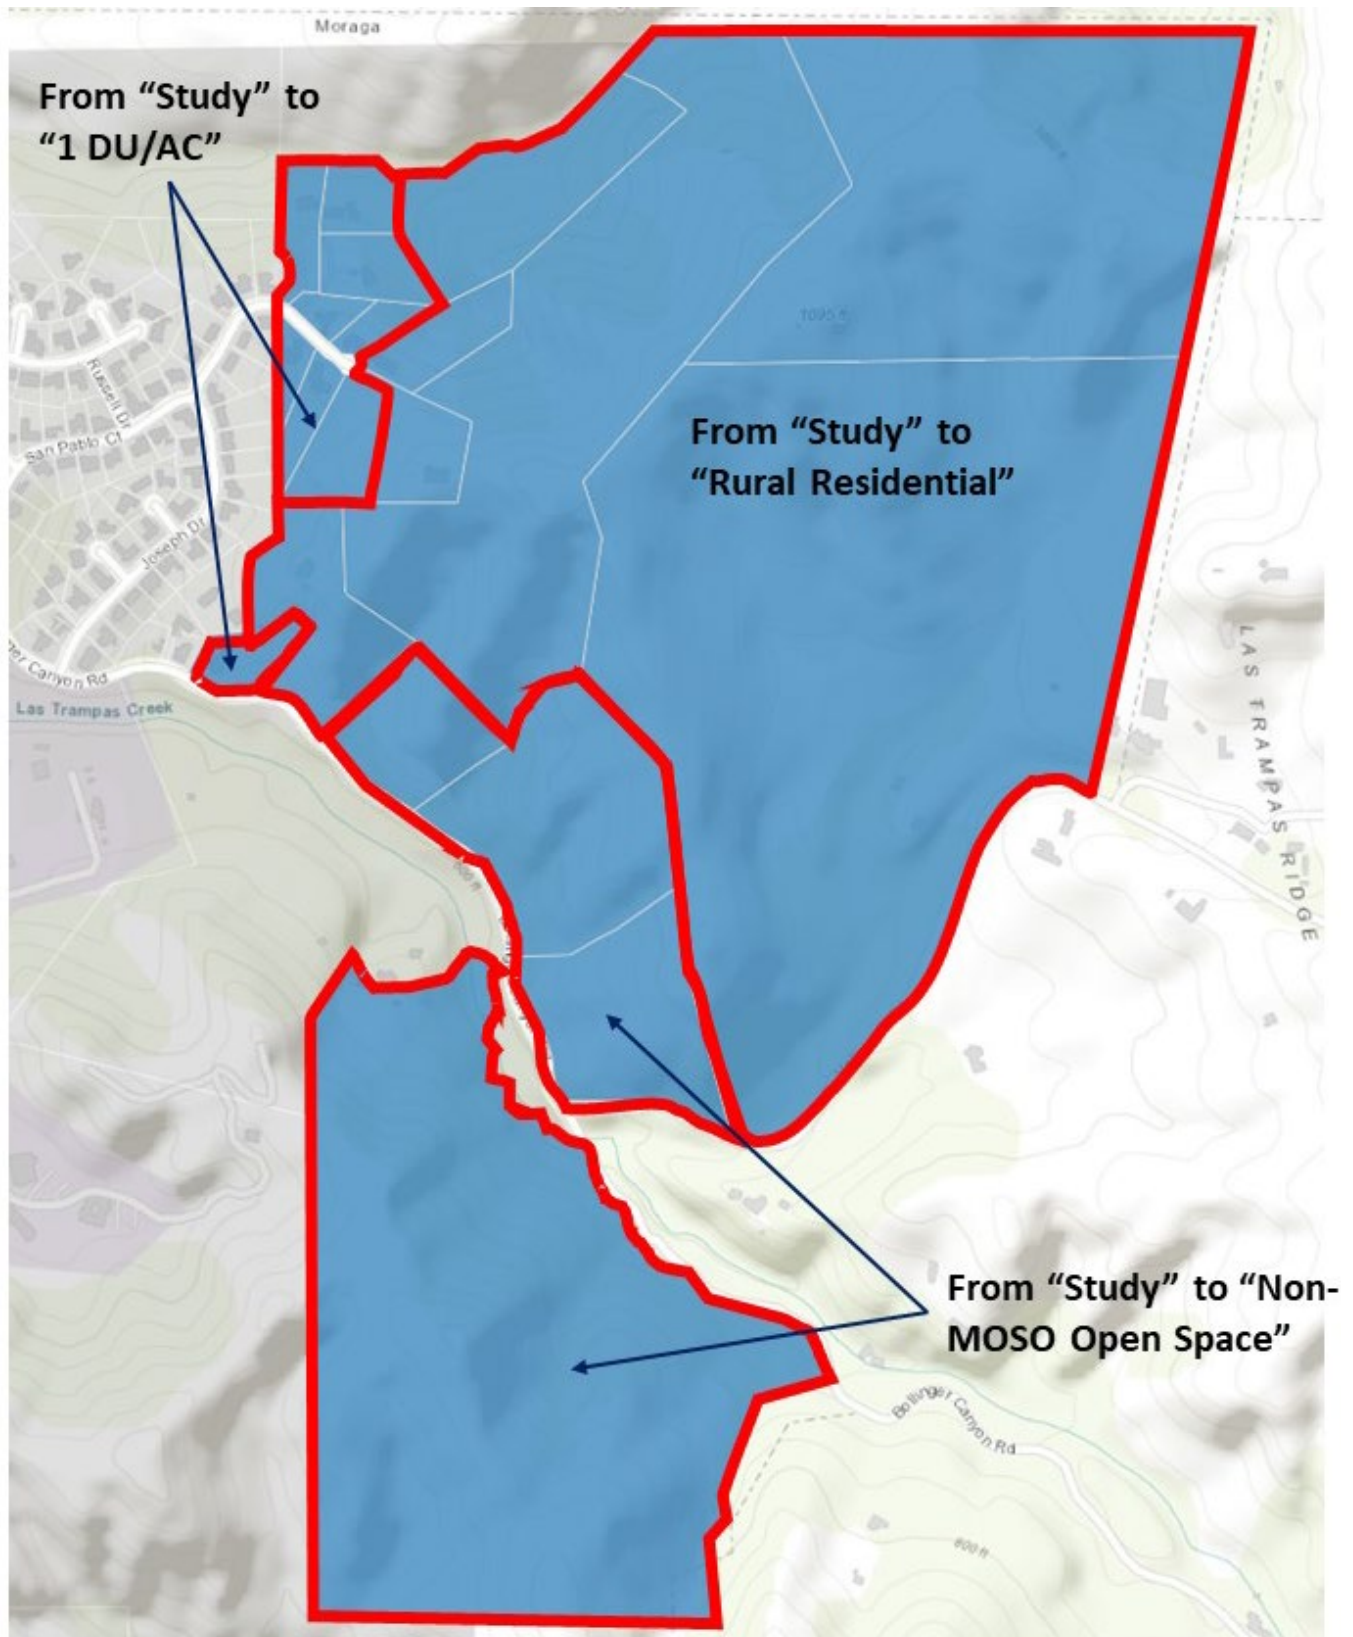 Moraga
From “Study” to
“1 DU/AC”
1095 ft
Russell Dr
San Pablo Ct
From “Study” to
“Rural Residential”
Joseph Dr
Canyon Rd
Las Trampas Creek
LAS TRAMPAS RIDGE
From “Study” to “Non-
MOSO Open Space”
Bollinger Canyon Rd
800 ft